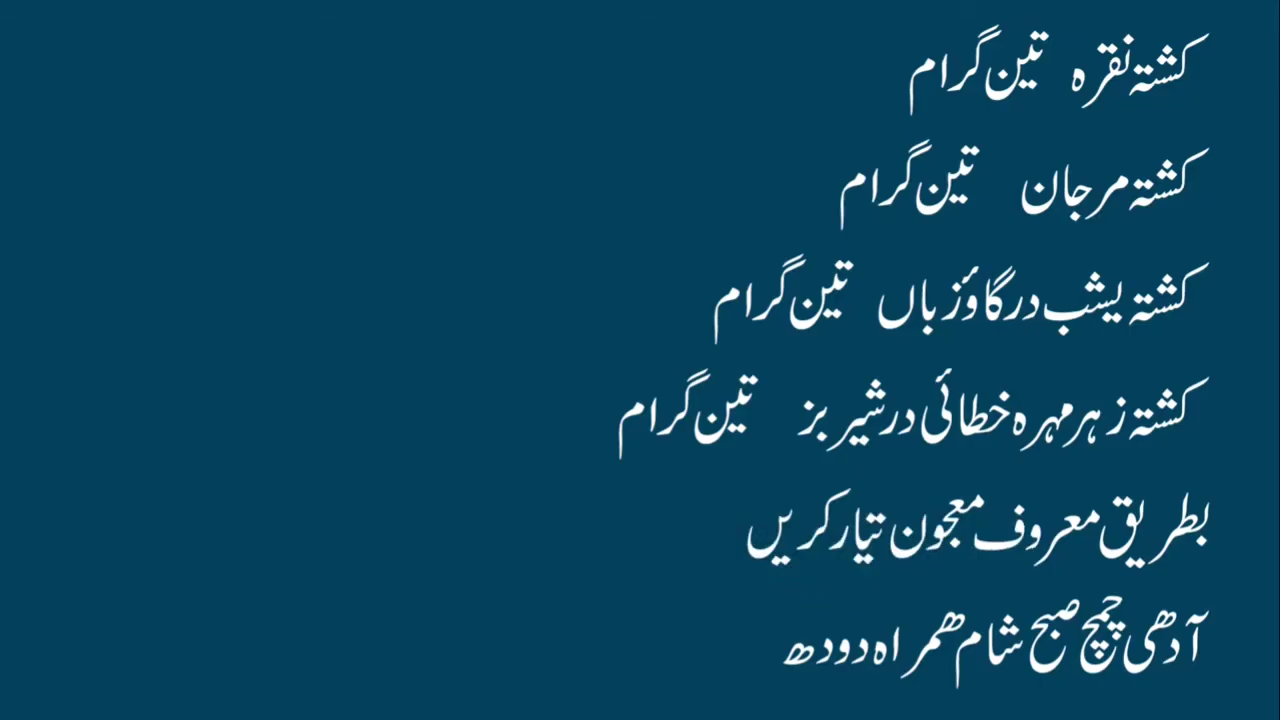 کشتہ نقرہ تین گرام
کشتہ مرجان تین گرام
کشتہ یشب در گاؤزباں تین گرام
کشتہ زہر مہرہ خطائی در شیر بز تین گرام
بطریق معروف معجون تیار کریں
آدھی چمچ صبح شام ھمراہ دودھ